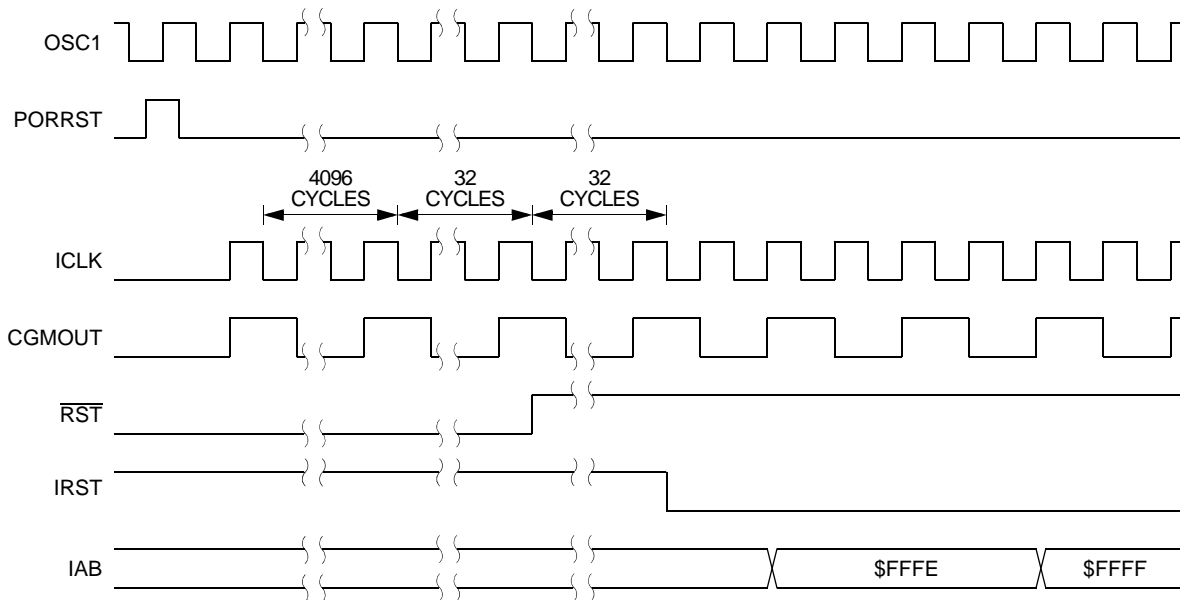 OSC1
PORRST
4096
CYCLES
32
CYCLES
32
CYCLES
ICLK
CGMOUT
RST
IRST
IAB
$FFFE
$FFFF